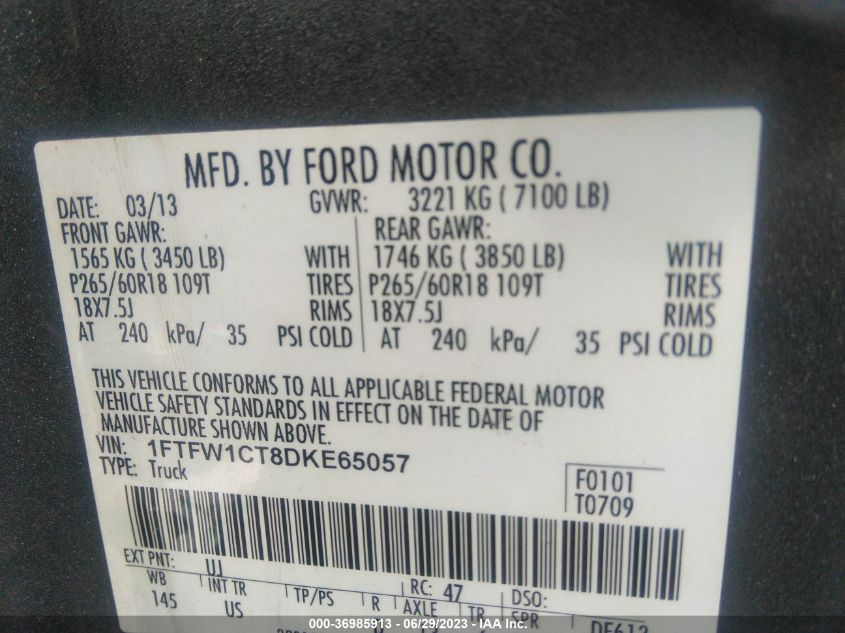 MFD. BY FORD MOTOR CO.
DATE: 03/13 GVWR: 3221 KG ( 7100 LB)
FRONT GAWR: REAR GAWR:
1565 KG ( 3450 LB) WITH 1746 KG ( 3850 LB) WITH
P265/60R18 109T TIRES P265/60R18 109T TIRES
18X7.5J RIMS 18X7.5J RIMS
AT 240 kPa/ 35 PSI COLD AT 240 kPa/ 35 PSI COLD
THIS VEHICLE CONFORMS TO ALL APPLICABLE FEDERAL MOTOR
VEHICLE SAFETY STANDARDS IN EFFECT ON THE DATE OF
MANUFACTURE SHOWN ABOVE.
VIN: 1FTFW1CT8DKE65057
TYPE: Truck
F0101
T0709
EXT PNT: UJ RC: 47 DSO:
WB INT TR TP/PS R AXLE TR SPR
145 US DF612
000-36985913 - 06/29/2023 - IAA Inc.